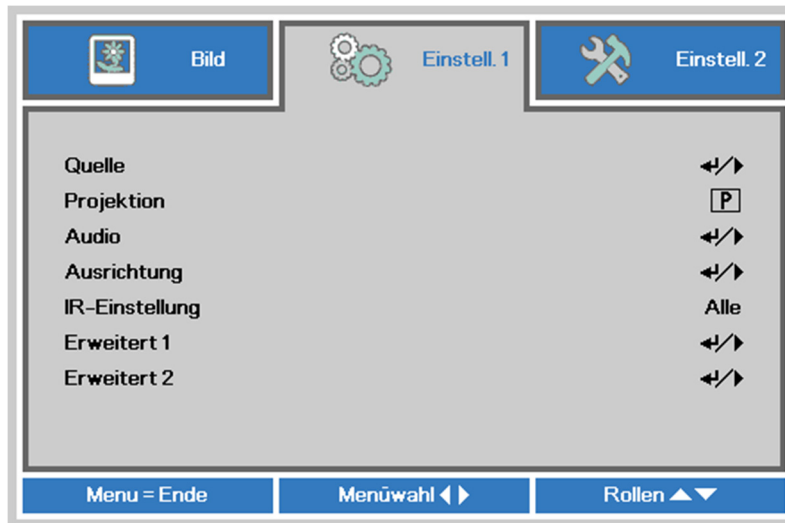 Bild
Einstell. 1
Einstell. 2
Quelle
Projektion P
Audio
Ausrichtung
IR-Einstellung Alle
Erweitert 1
Erweitert 2
Menu = Ende
Menūwahl
Rollen